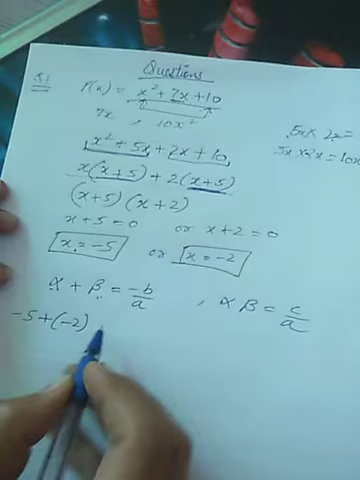 Questions
Q1 P(x) = x² + 7x + 10
7x , 10x²
x² + 5x + 2x + 10
x(x+5) + 2(x+5)
(x+5) (x+2)
x + 5 = 0 or x + 2 = 0
x = -5 or x = -2
α + β = -b/a , αβ = c/a
-5 + (-2)
5x × 2x =
5x × 2x = 10x